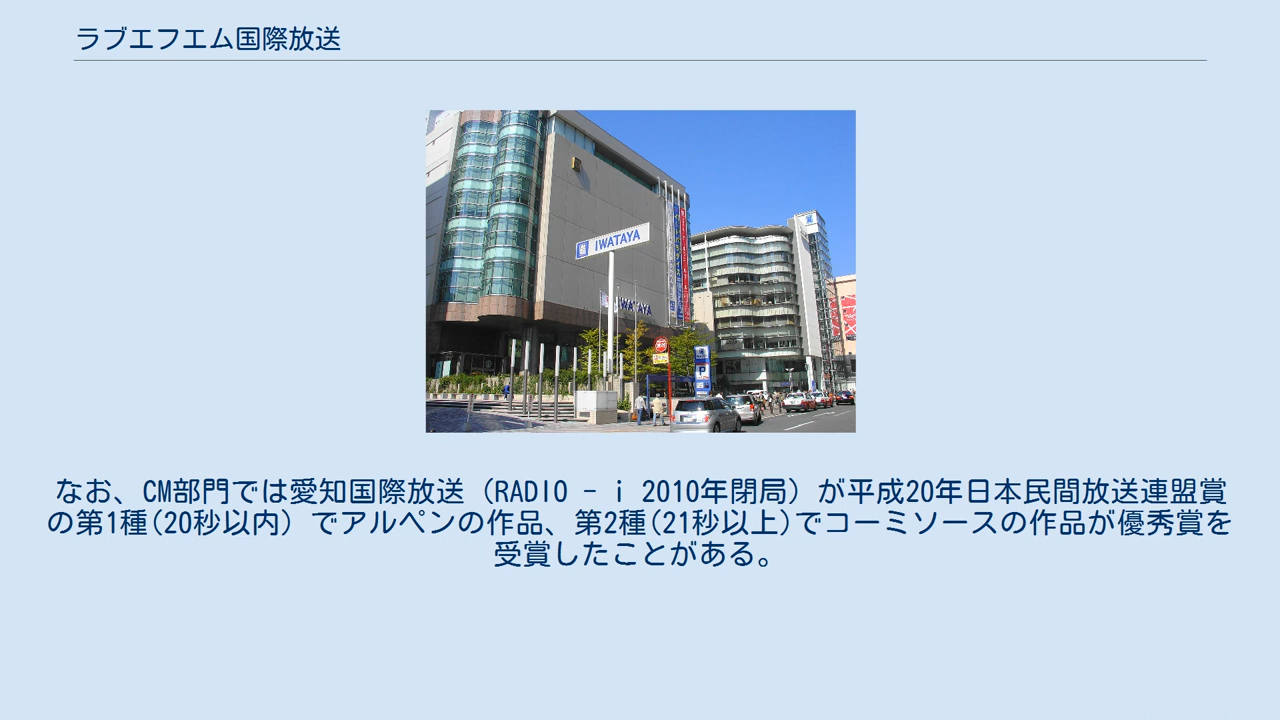 ラブエフエム国際放送
IWATAYA
IWATAYA
P
なお、CM部門では愛知国際放送（RADIO - i 2010年閉局）が平成20年日本民間放送連盟賞
の第1種(20秒以内）でアルペンの作品、第2種(21秒以上)でコーミソースの作品が優秀賞を
受賞したことがある。